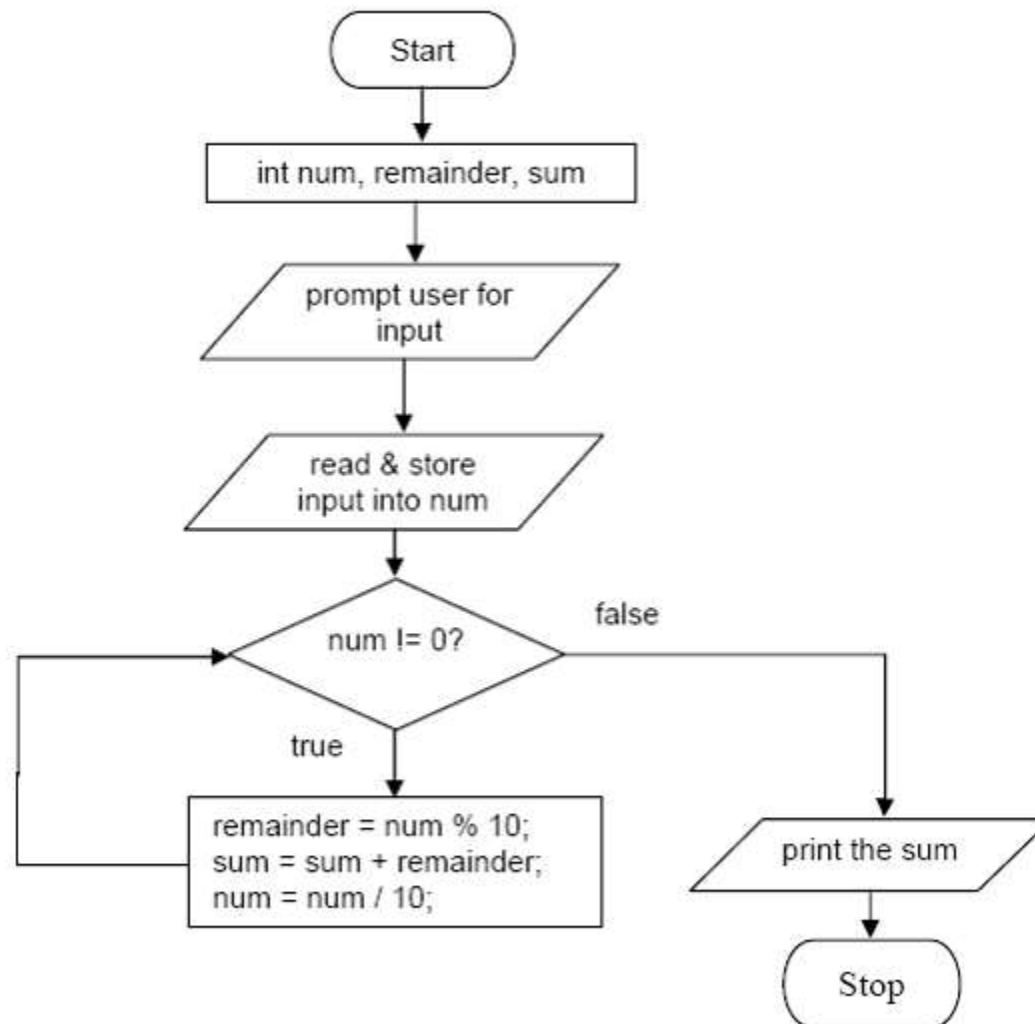 Start
int num, remainder, sum
prompt user for
input
read & store
input into num
num != 0?
false
true
remainder = num % 10;
sum = sum + remainder;
num = num / 10;
print the sum
Stop